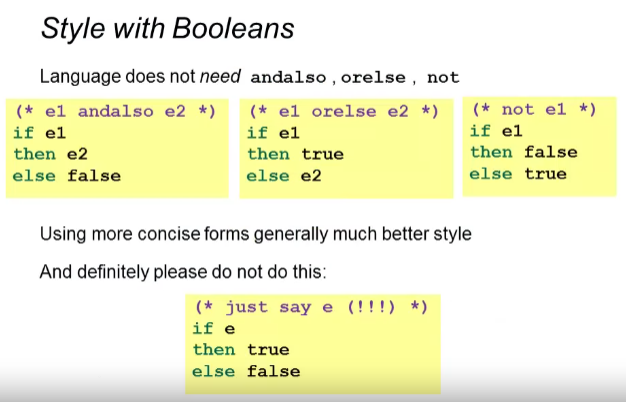 Style with Booleans
Language does not need andalso , orelse , not
(* e1 andalso e2 *)
if e1
then e2
else false
(* e1 orelse e2 *)
if e1
then true
else e2
(* not e1 *)
if e1
then false
else true
Using more concise forms generally much better style
And definitely please do not do this:
(* just say e (!!!) *)
if e
then true
else false